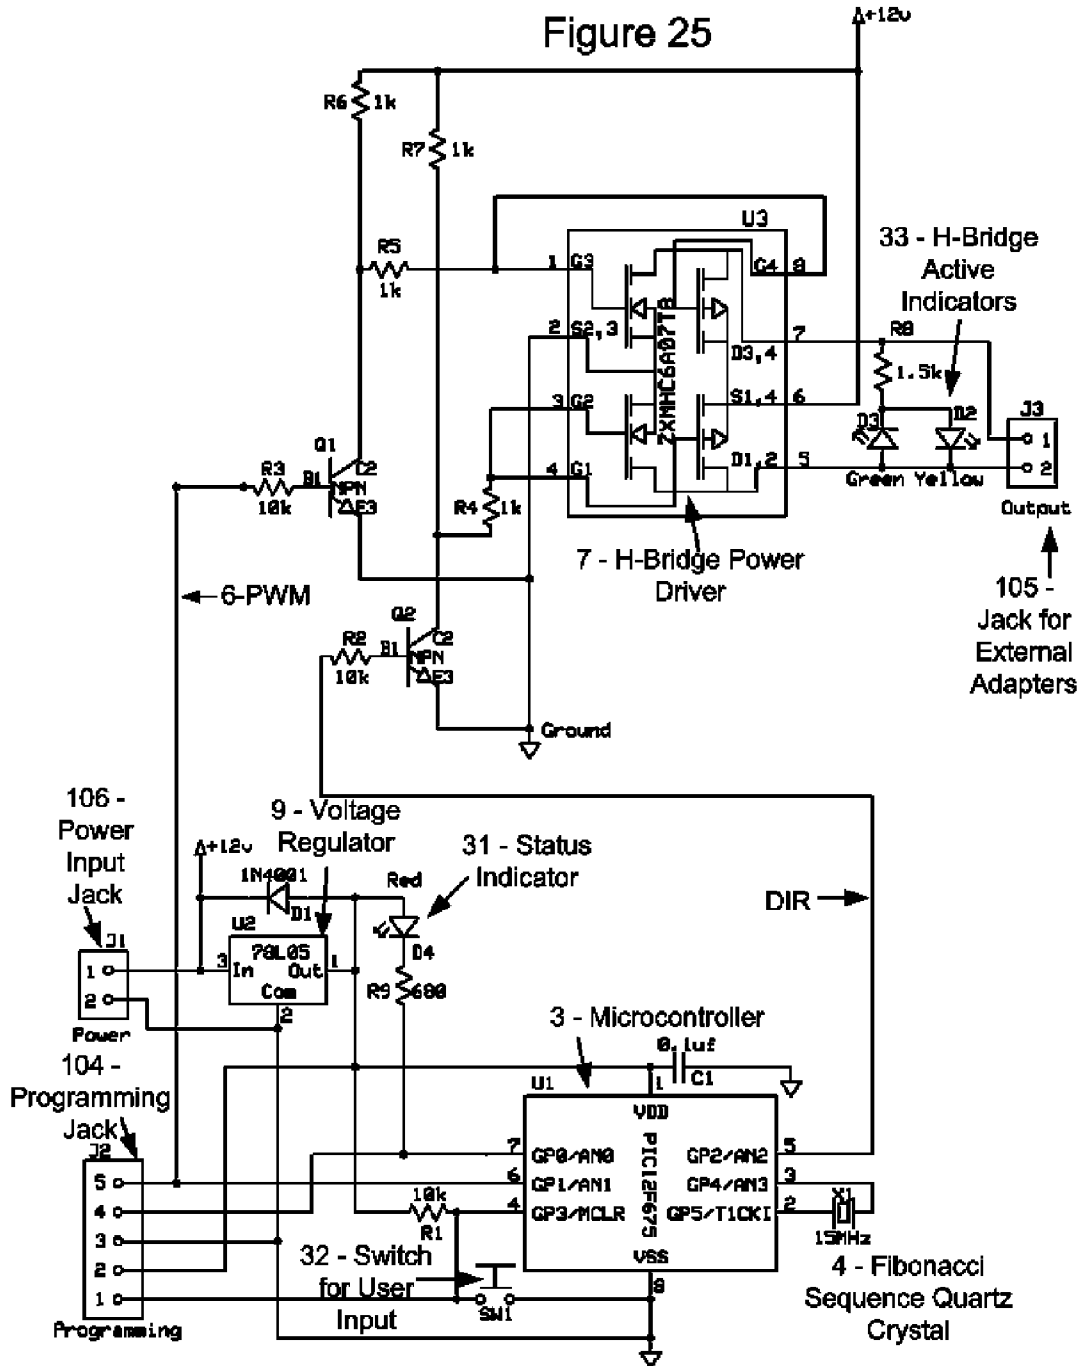 Figure 25
+12v
R6 1k
R7 1k
R5
1k
U3
1 G3
G4 8
2 S2,3
D3,4 7
3 G2
S1,4 6
4 G1
D1,2 5
ZXMHC6A07T8
33 - H-Bridge
Active
Indicators
R8
1.5k
D3
D2
Green Yellow
J3
1
2
Output
105 -
Jack for
External
Adapters
7 - H-Bridge Power
Driver
Q1
C2
R3
10k
B1
NPN
E3
R4 1k
6-PWM
Q2
C2
R2
10k
B1
NPN
E3
Ground
106 -
Power
Input
Jack
9 - Voltage
Regulator
31 - Status
Indicator
+12v
1N4001
D1
Red
D4
DIR
J1
1
2
Power
U2
78L05
3 In Out 1
Com
2
R9 680
3 - Microcontroller
0.1uf
C1
104 -
Programming
Jack
J2
5
4
3
2
1
Programming
U1
1
VDD
PIC12F675
7 GP0/AN0
GP2/AN2 5
6 GP1/AN1
GP4/AN3 3
4 GP3/MCLR
GP5/T1CKI 2
VSS
8
10k
R1
X1
15MHz
32 - Switch
for User
Input
SW1
4 - Fibonacci
Sequence Quartz
Crystal